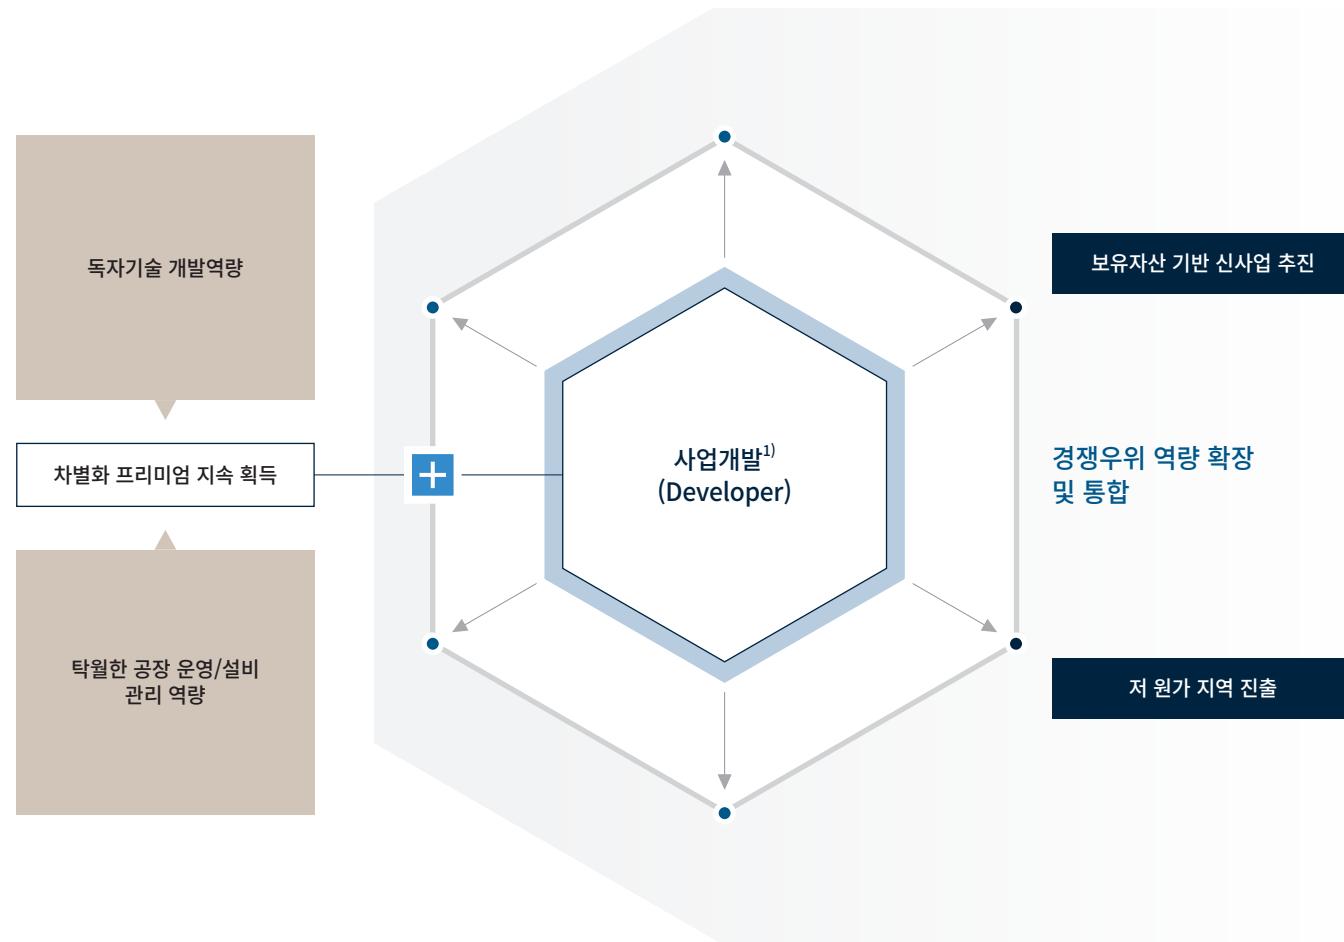 독자기술 개발역량
차별화 프리미엄 지속 획득
탁월한 공장 운영/설비
관리 역량
사업개발1)
(Developer)
보유자산 기반 신사업 추진
경쟁우위 역량 확장
및 통합
저 원가 지역 진출